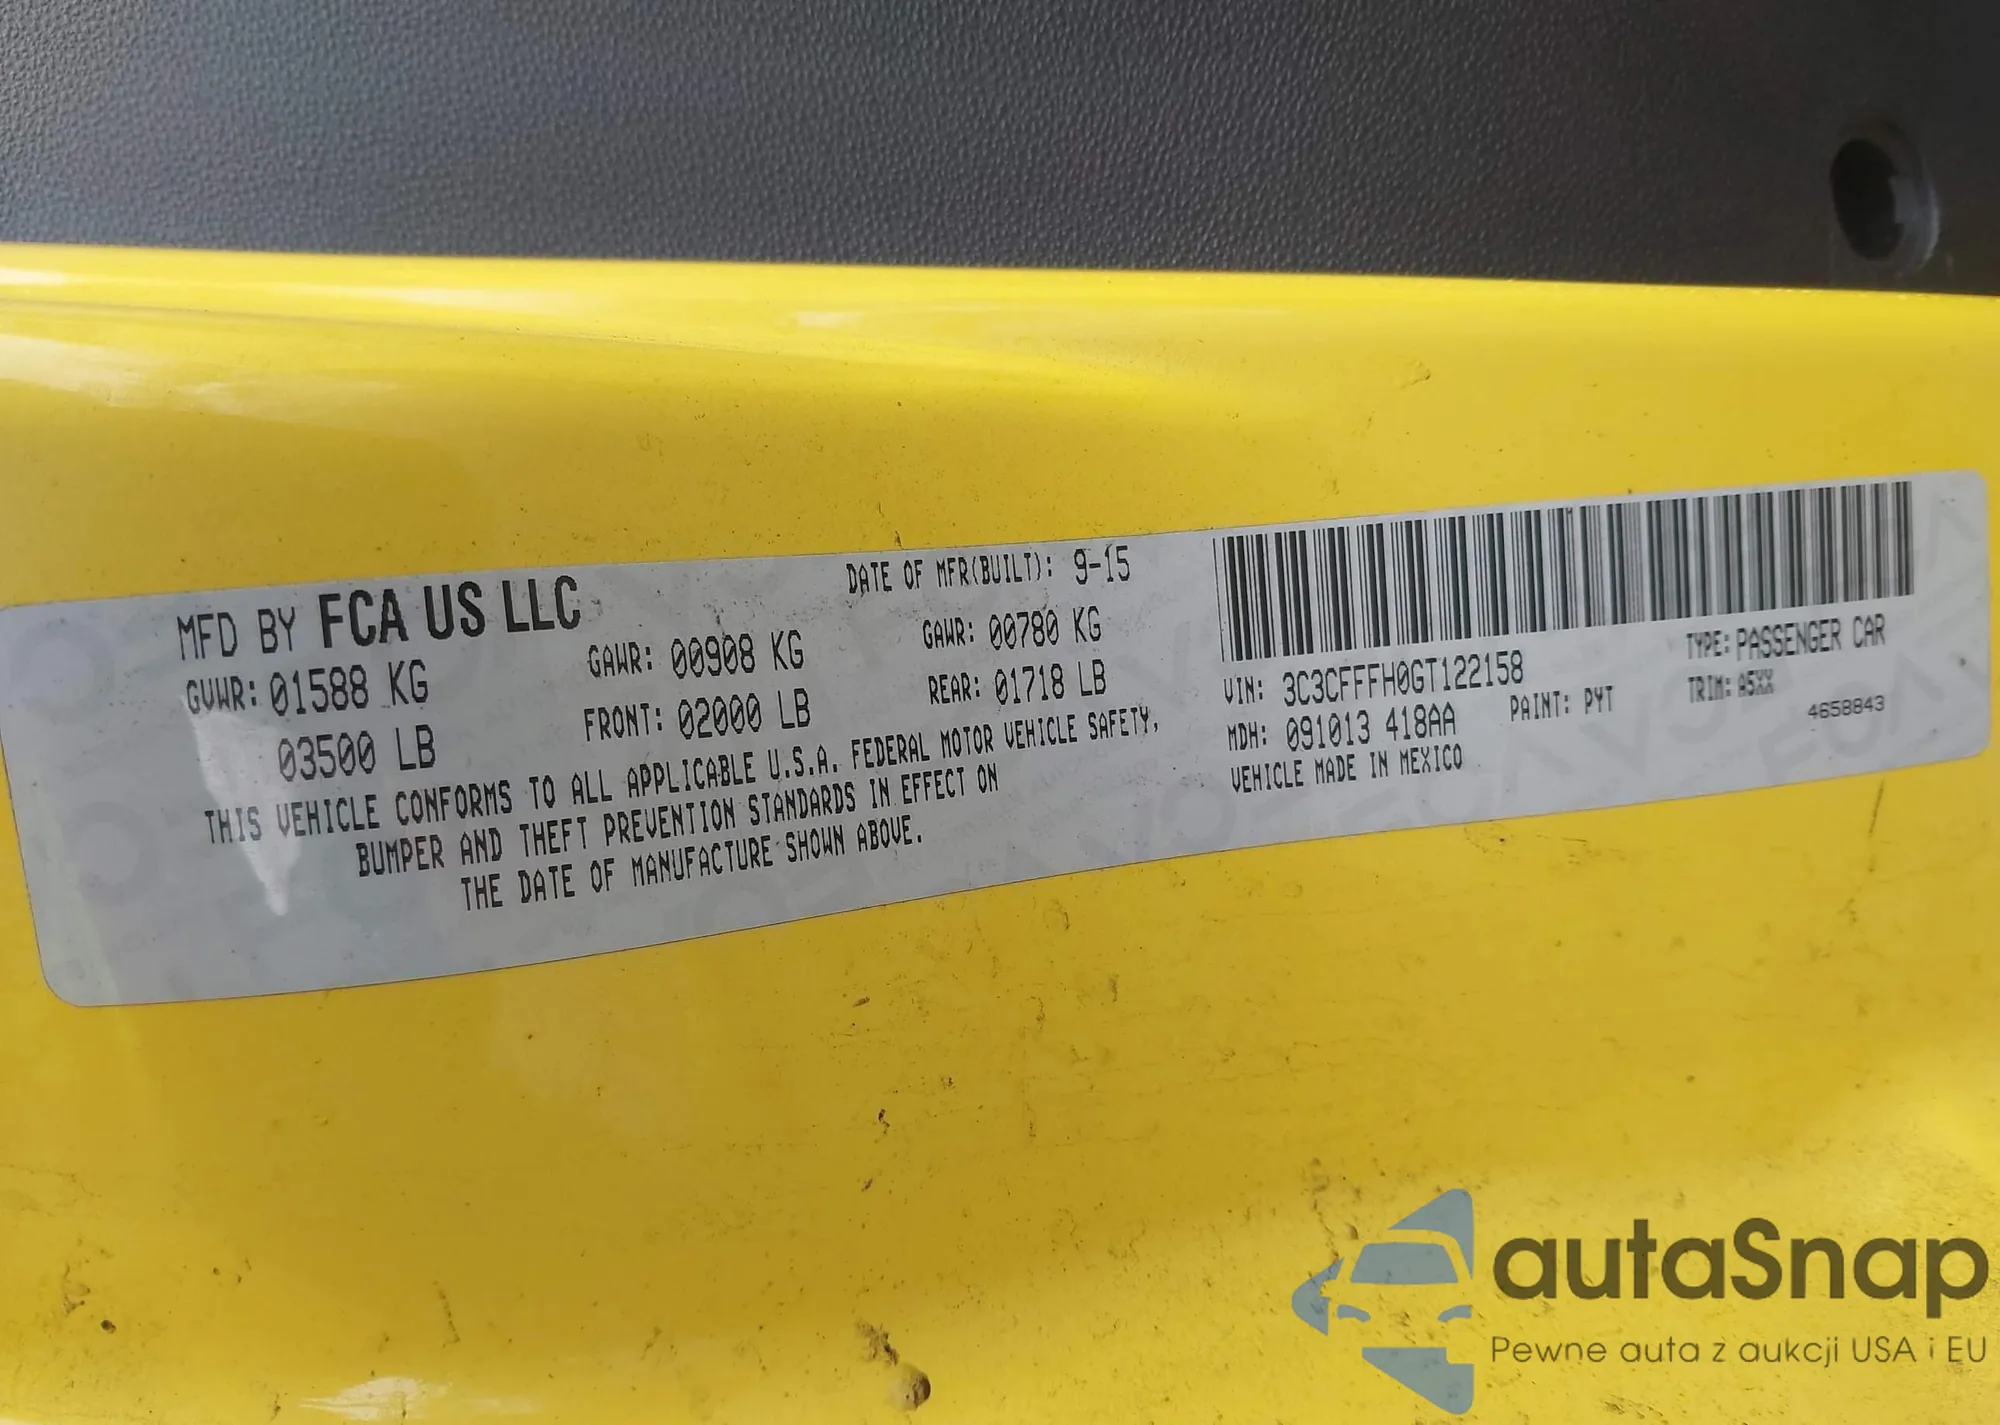 MFD BY FCA US LLC
DATE OF MFR(BUILT): 9-15
GVWR: 01588 KG
GAWR: 00908 KG
GAWR: 00780 KG
03500 LB
FRONT: 02000 LB
REAR: 01718 LB
THIS VEHICLE CONFORMS TO ALL APPLICABLE U.S.A. FEDERAL MOTOR VEHICLE SAFETY,
BUMPER AND THEFT PREVENTION STANDARDS IN EFFECT ON
THE DATE OF MANUFACTURE SHOWN ABOVE.
VIN: 3C3CFFFH0GT122158
TYPE: PASSENGER CAR
MDH: 091013 418AA
PAINT: PYT
TRIM: A5XX
VEHICLE MADE IN MEXICO
4658843
autaSnap
Pewne auta z aukcji USA i EU